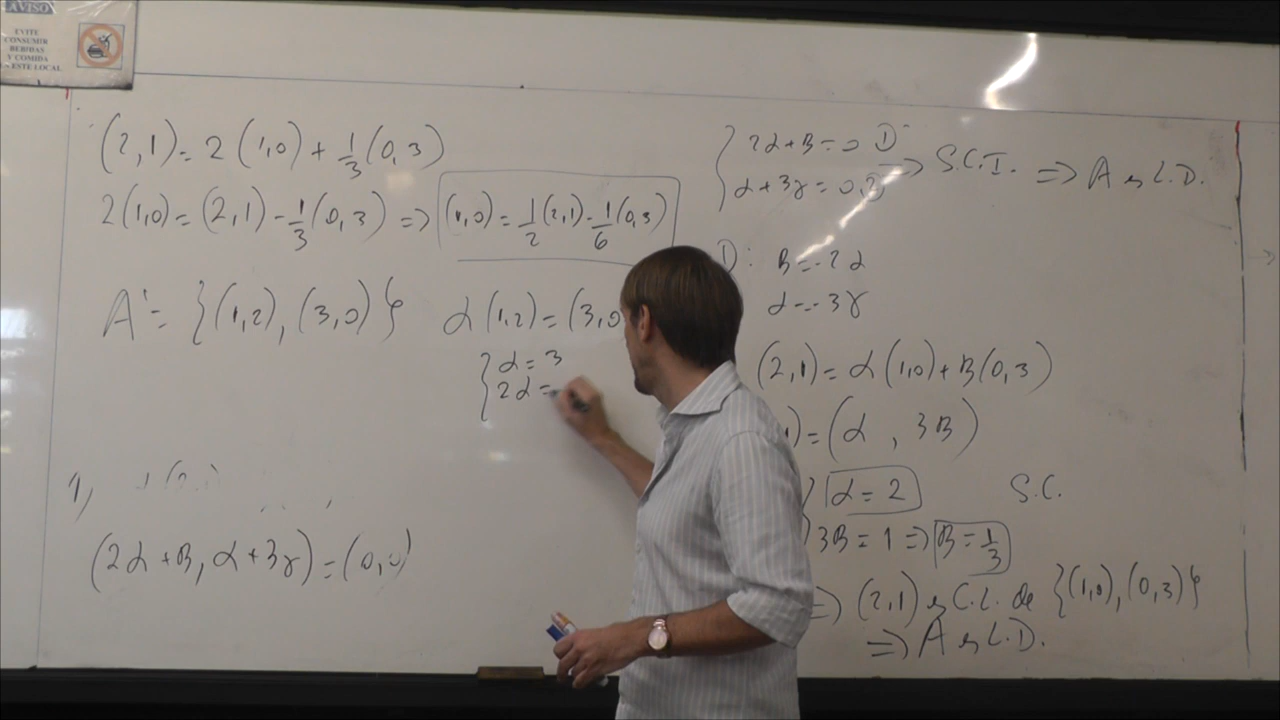 AVISO
EVITE
CONSUMIR
BEBIDAS
Y COMIDA
ESTE LOCAL
(2,1) = 2(1,0) + 1/3 (0,3)
2(1,0) = (2,1) - 1/3 (0,3) => (1,0) = 1/2 (2,1) - 1/6 (0,3)
A' = {(1,2), (3,0)} α(1,2) = (3,0
{ α = 3
2α =
1)
(2α + β, α + 3γ) = (0,0)
{ 2α + β = 0
α + 3γ = 0 => S.C.I. => A es L.D.
: β = -2α
α = -3γ
(2,1) = α(1,0) + β(0,3)
) = (α , 3β)
α = 2 S.C.
3β = 1 => β = 1/3
=> (2,1) es C.L. de {(1,0), (0,3)}
=> A es L.D.